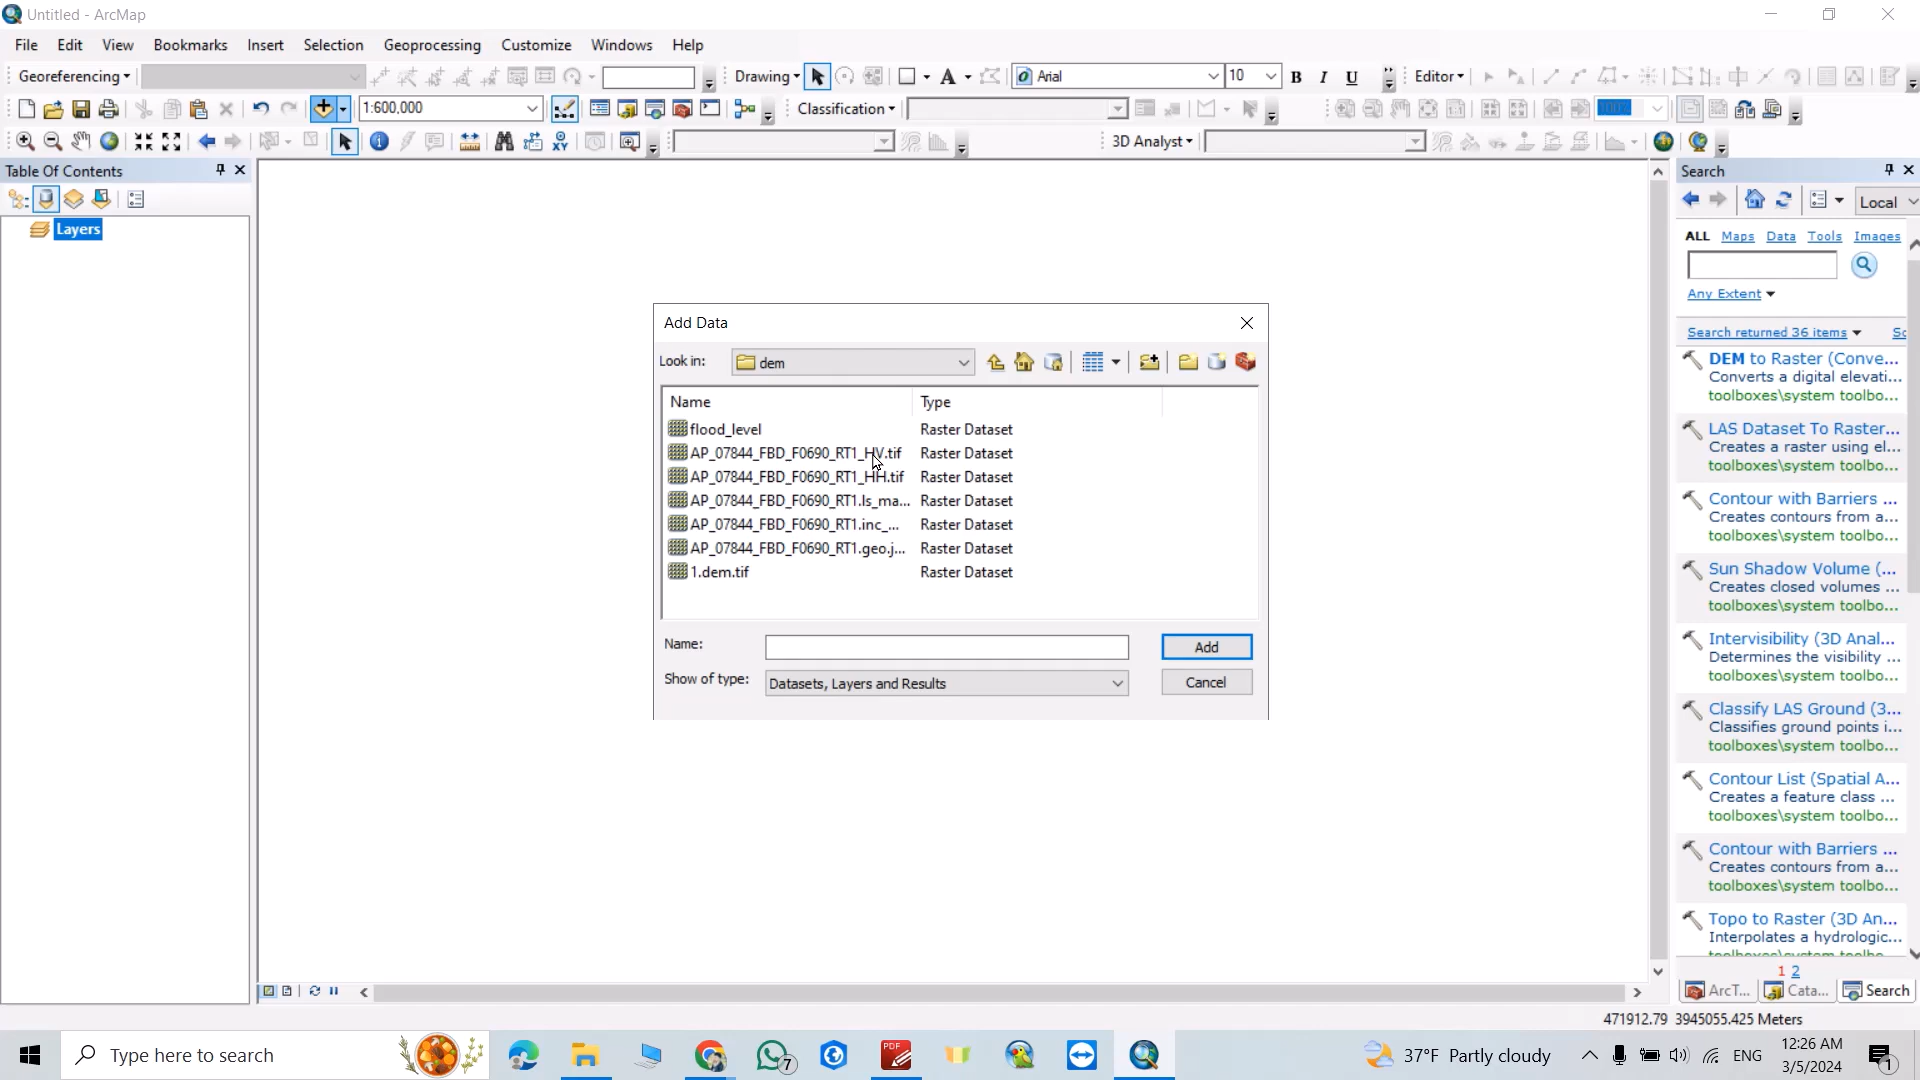 Untitled - ArcMap
File Edit View Bookmarks Insert Selection Geoprocessing Customize Windows Help
Georeferencing Drawing Arial 10 B I U Editor
1:600,000 Classification 100%
3D Analyst
Table Of Contents
Layers
Search
Local
ALL Maps Data Tools Images
Any Extent
Search returned 36 items
DEM to Raster (Conve...
Converts a digital elevati...
toolboxes\system toolbo...
LAS Dataset To Raster...
Creates a raster using el...
toolboxes\system toolbo...
Contour with Barriers ...
Creates contours from a...
toolboxes\system toolbo...
Sun Shadow Volume (...
Creates closed volumes ...
toolboxes\system toolbo...
Intervisibility (3D Anal...
Determines the visibility ...
toolboxes\system toolbo...
Classify LAS Ground (3...
Classifies ground points i...
toolboxes\system toolbo...
Contour List (Spatial A...
Creates a feature class ...
toolboxes\system toolbo...
Contour with Barriers ...
Creates contours from a...
toolboxes\system toolbo...
Topo to Raster (3D An...
Interpolates a hydrologic...
toolboxes\system toolbo...
1 2
ArcT... Cata... Search
Add Data
Look in: dem
Name Type
flood_level Raster Dataset
AP_07844_FBD_F0690_RT1_HV.tif Raster Dataset
AP_07844_FBD_F0690_RT1_HH.tif Raster Dataset
AP_07844_FBD_F0690_RT1.ls_ma... Raster Dataset
AP_07844_FBD_F0690_RT1.inc_... Raster Dataset
AP_07844_FBD_F0690_RT1.geo.j... Raster Dataset
1.dem.tif Raster Dataset
Name: Add
Show of type: Datasets, Layers and Results Cancel
471912.79 3945055.425 Meters
Type here to search
PDF
7
37°F Partly cloudy
ENG
12:26 AM
3/5/2024
1